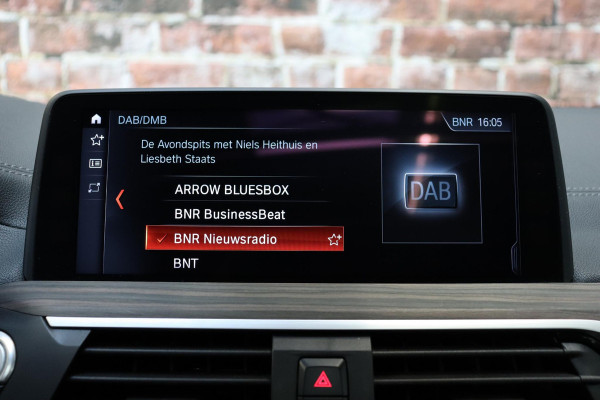 DAB/DMB
BNR 16:05
De Avondspits met Niels Heithuis en
Liesbeth Staats
ARROW BLUESBOX
BNR BusinessBeat
BNR Nieuwsradio
BNT
DAB